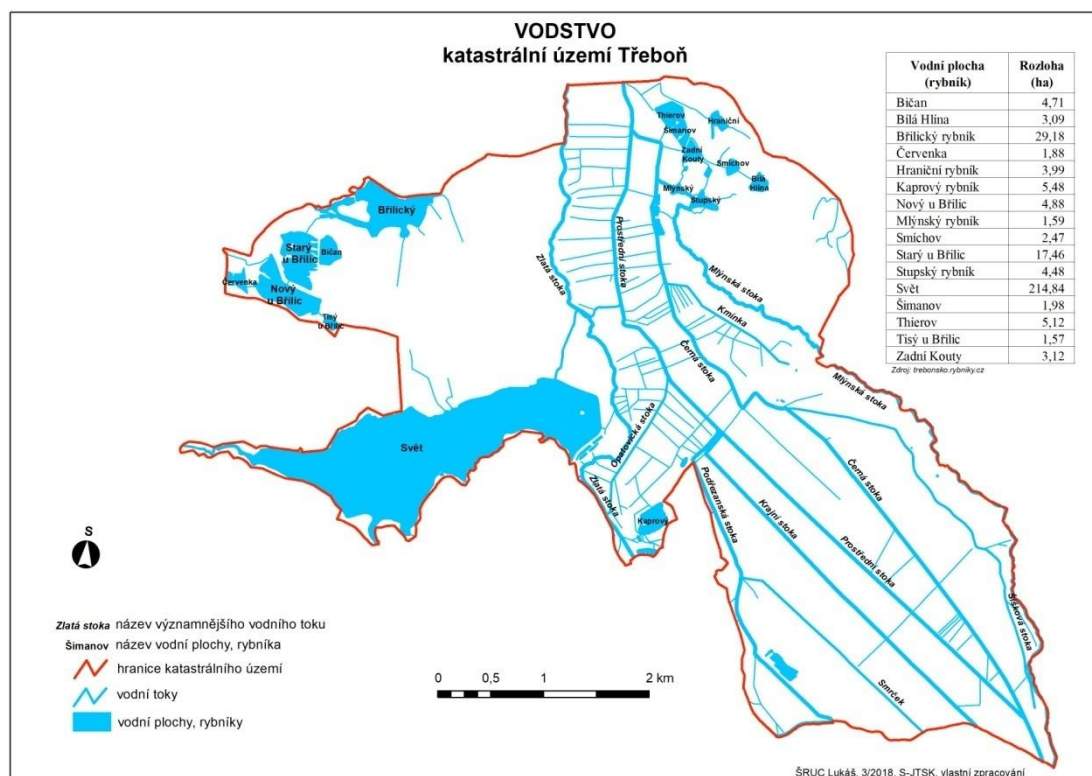 VODSTVO
katastrální území Třeboň
Vodní plocha (rybník) Rozloha (ha)
Bičan 4,71
Bílá Hlína 3,09
Břilický rybník 29,18
Červenka 1,88
Hraniční rybník 3,99
Kaprový rybník 5,48
Nový u Břilic 4,88
Mlýnský rybník 1,59
Smíchov 2,47
Starý u Břilic 17,46
Stupský rybník 4,48
Svět 214,84
Šimanov 1,98
Thierov 5,12
Tisý u Břilic 1,57
Zadní Kouty 3,12
Zdroj: trebonsko.rybniky.cz
Thierov
Šimanov
Hraniční
Zadní
Kouty
Smíchov
Bílá
Hlína
Mlýnský
Stupský
Břilický
Starý
u Břilic
Bičan
Červenka
Nový
u Břilic
Tisý
u Břilic
Zlatá stoka
Prostřední stoka
Mlýnská stoka
Kmínka
Černá stoka
Mlýnská stoka
Svět
Opatovická stoka
Zlatá stoka
Kaprový
Podřezanská stoka
Krajní stoka
Prostřední stoka
Černá stoka
Šísková stoka
Smrček
S
Zlatá stoka název významnějšího vodního toku
Šimanov název vodní plochy, rybníka
hranice katastrálního území
vodní toky
vodní plochy, rybníky
0 0,5 1 2 km
ŠRUC Lukáš, 3/2018, S-JTSK, vlastní zpracování